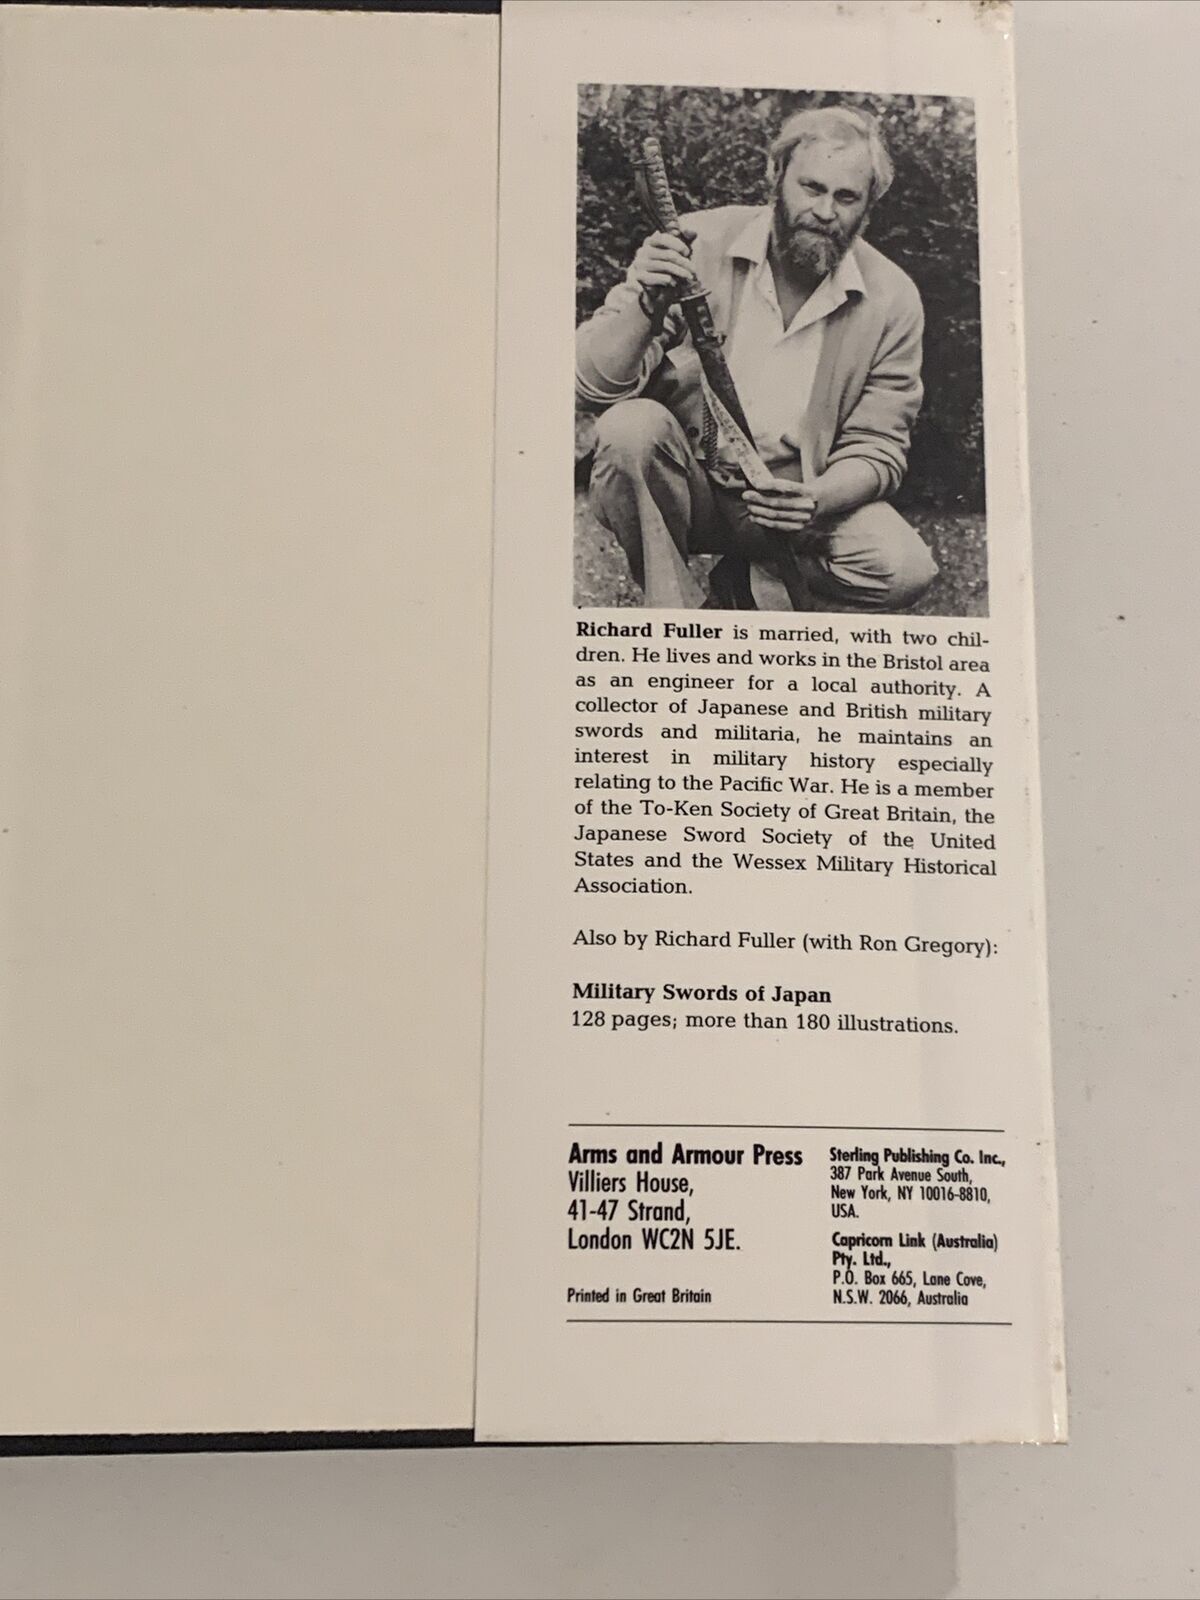 Richard Fuller is married, with two chil-
dren. He lives and works in the Bristol area
as an engineer for a local authority. A
collector of Japanese and British military
swords and militaria, he maintains an
interest in military history especially
relating to the Pacific War. He is a member
of the To-Ken Society of Great Britain, the
Japanese Sword Society of the United
States and the Wessex Military Historical
Association.
Also by Richard Fuller (with Ron Gregory):
Military Swords of Japan
128 pages; more than 180 illustrations.
Arms and Armour Press
Villiers House,
41-47 Strand,
London WC2N 5JE.
Printed in Great Britain
Sterling Publishing Co. Inc.,
387 Park Avenue South,
New York, NY 10016-8810,
USA.
Capricorn Link (Australia)
Pty. Ltd.,
P.O. Box 665, Lane Cove,
N.S.W. 2066, Australia